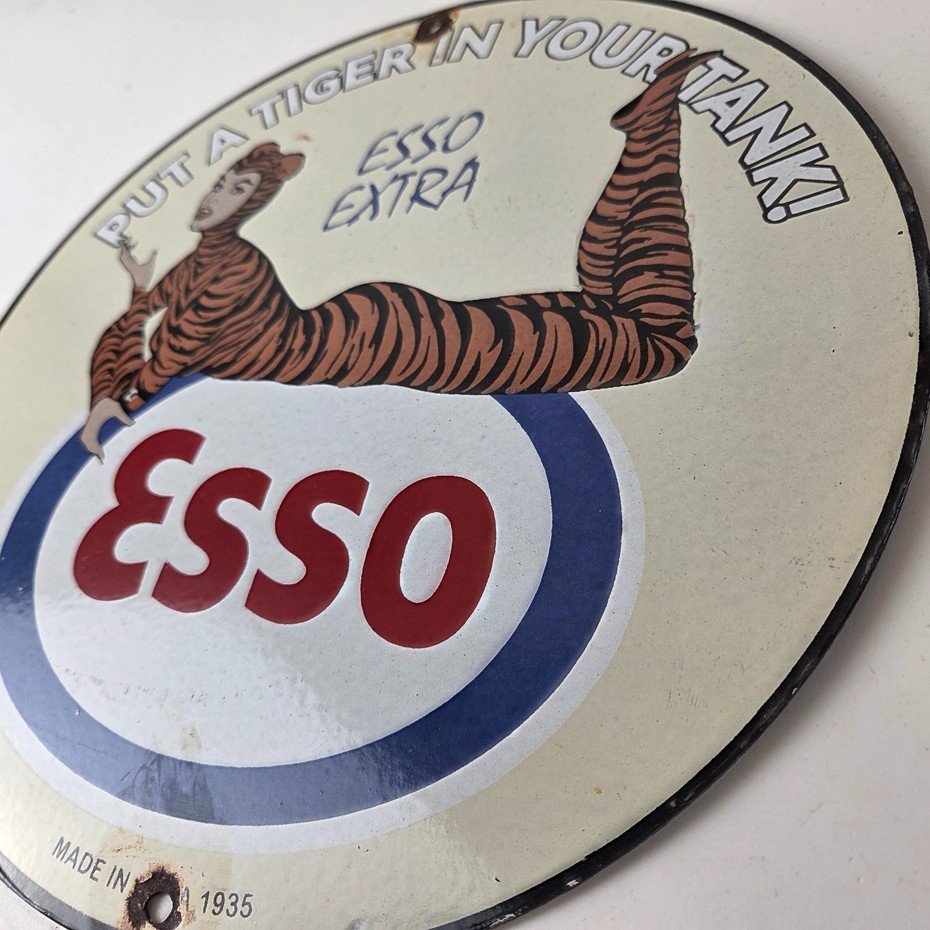 PUT A TIGER IN YOUR TANK!
ESSO
EXTRA
Esso
MADE IN 1935